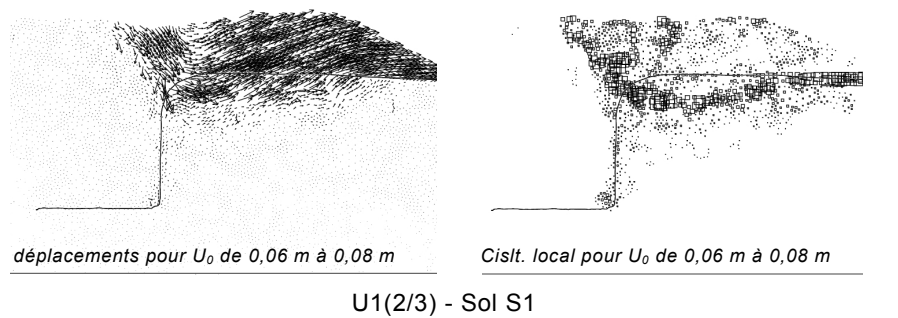 déplacements pour U₀ de 0,06 m à 0,08 m
Cislt. local pour U₀ de 0,06 m à 0,08 m
U1(2/3) - Sol S1